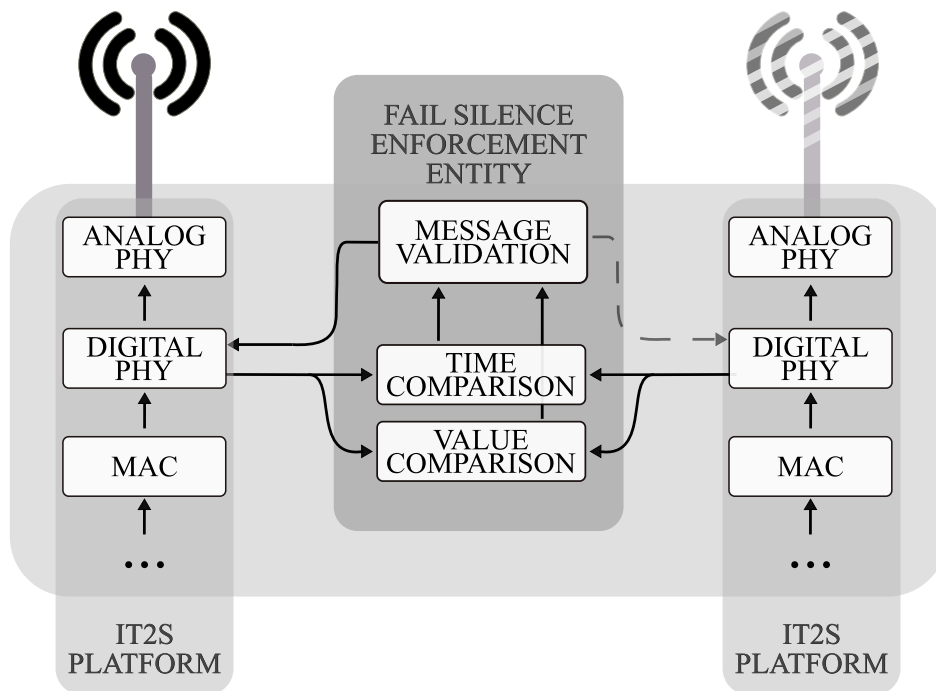 FAIL SILENCE
ENFORCEMENT
ENTITY
MESSAGE
VALIDATION
TIME
COMPARISON
VALUE
COMPARISON
ANALOG
PHY
DIGITAL
PHY
MAC
...
IT2S
PLATFORM
ANALOG
PHY
DIGITAL
PHY
MAC
...
IT2S
PLATFORM